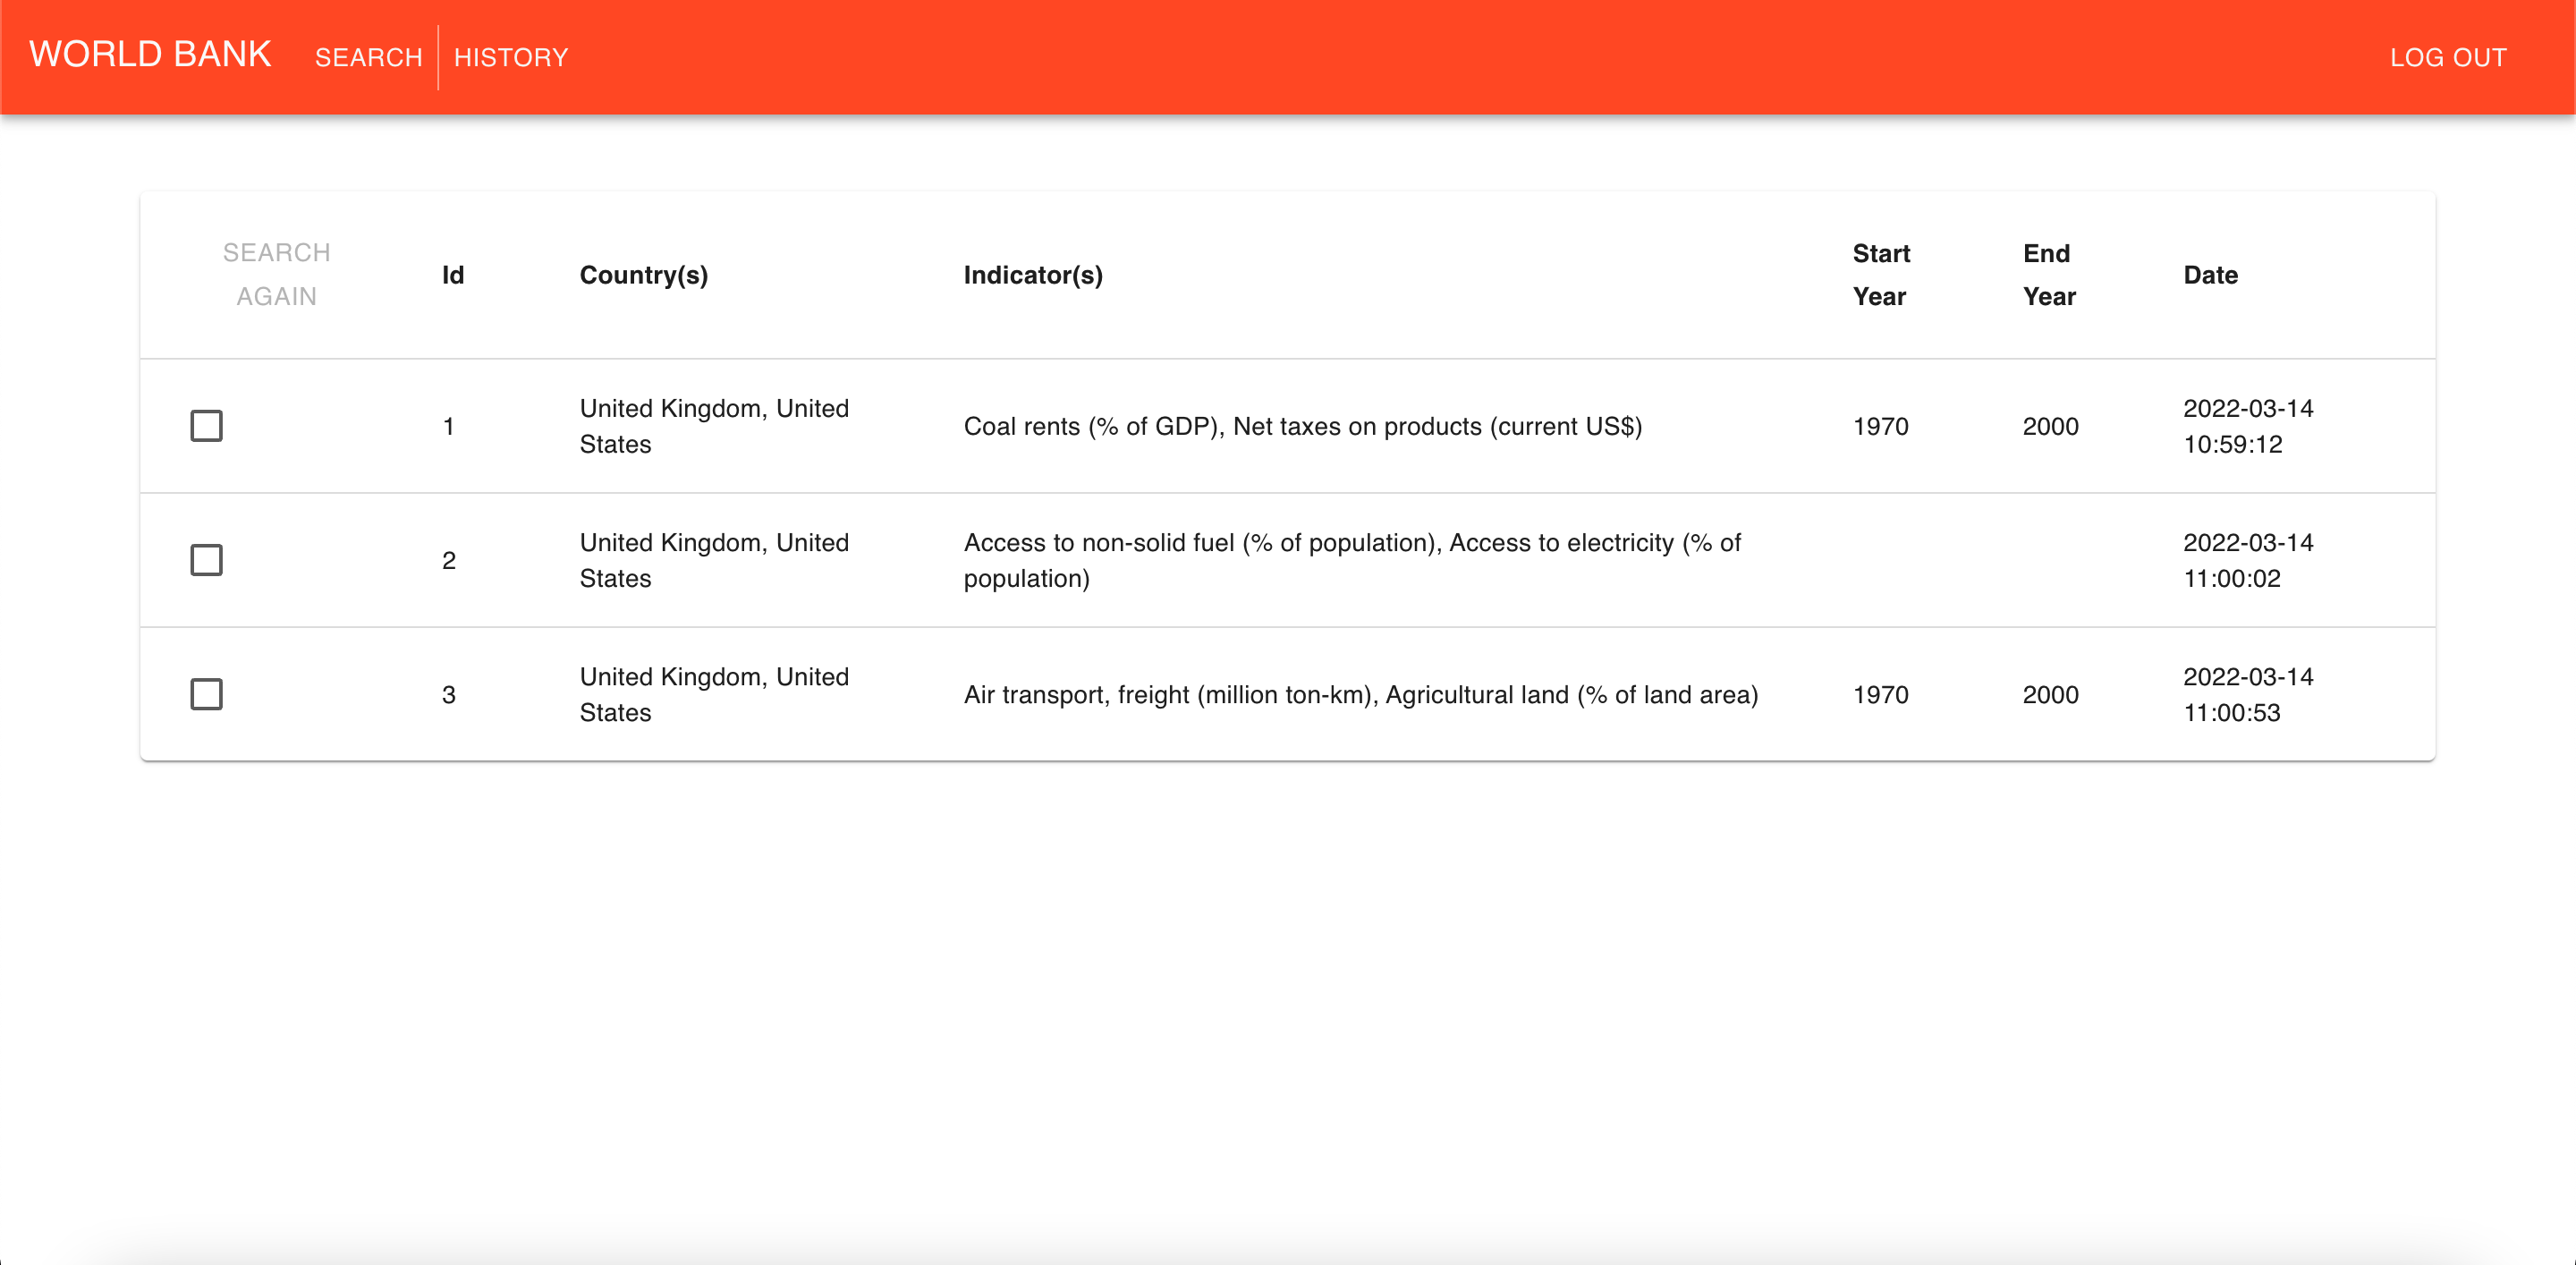 WORLD BANK SEARCH HISTORY LOG OUT
SEARCH
AGAIN
Id
Country(s)
Indicator(s)
Start
Year
End
Year
Date
1
United Kingdom, United
States
Coal rents (% of GDP), Net taxes on products (current US$)
1970
2000
2022-03-14
10:59:12
2
United Kingdom, United
States
Access to non-solid fuel (% of population), Access to electricity (% of
population)
2022-03-14
11:00:02
3
United Kingdom, United
States
Air transport, freight (million ton-km), Agricultural land (% of land area)
1970
2000
2022-03-14
11:00:53